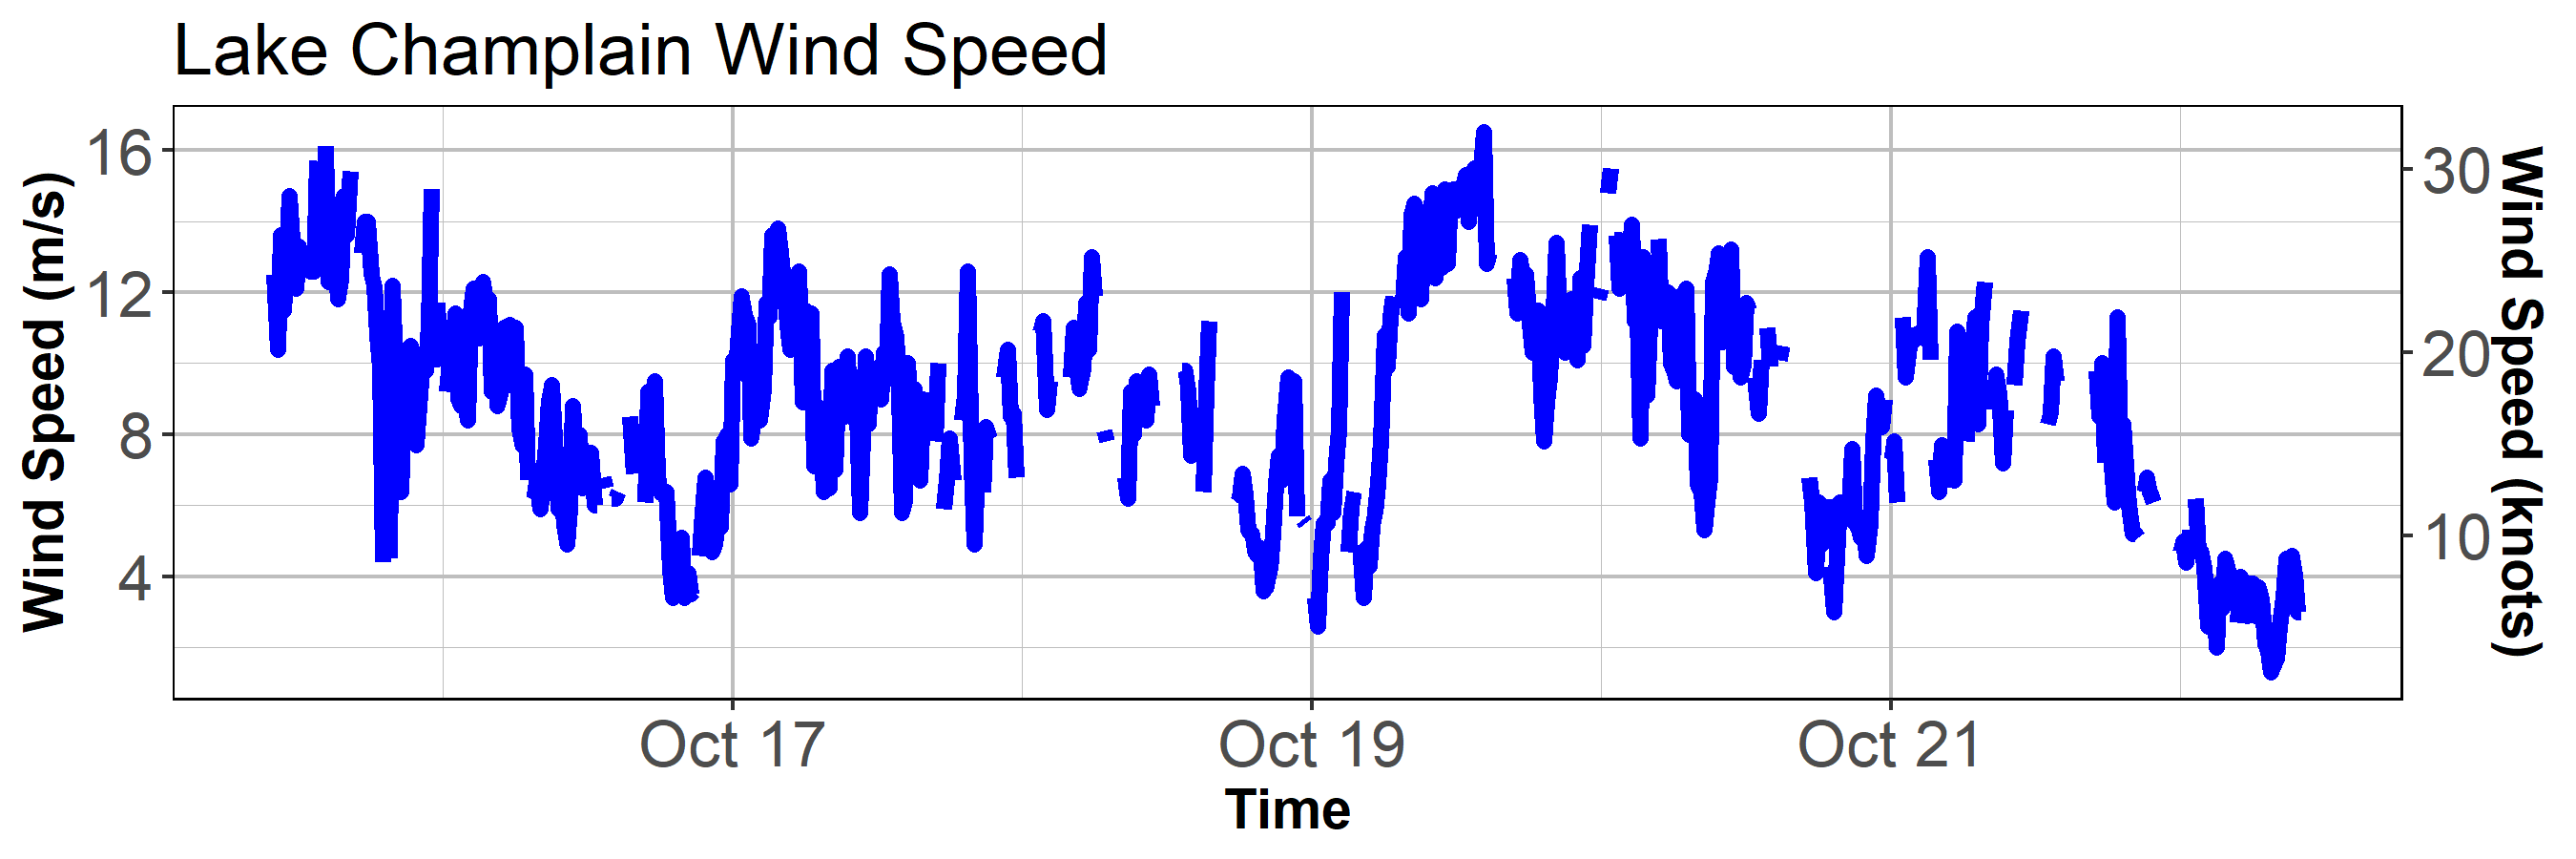 Lake Champlain Wind Speed
Wind Speed (m/s)
16
12
8
4
30
20
10
Wind Speed (knots)
Oct 17
Oct 19
Oct 21
Time